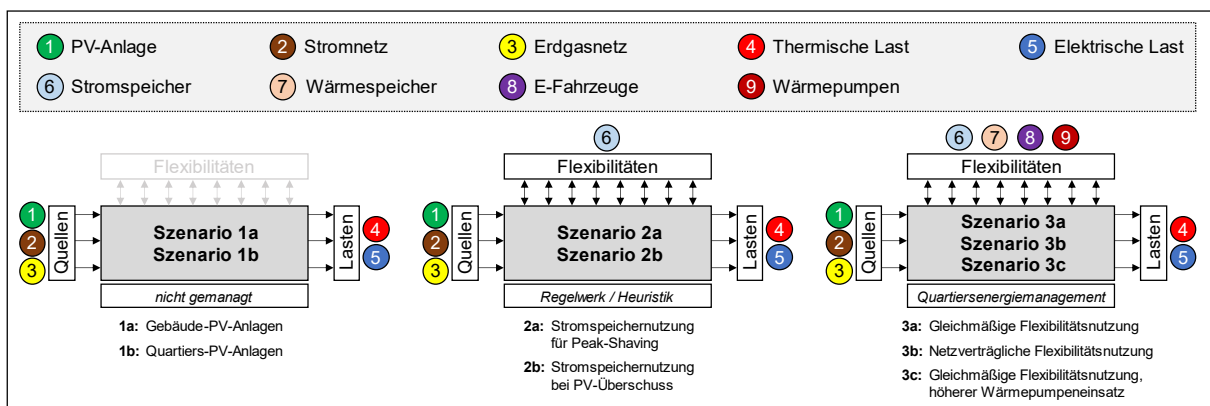 1 PV-Anlage 2 Stromnetz 3 Erdgasnetz 4 Thermische Last 5 Elektrische Last
6 Stromspeicher 7 Wärmespeicher 8 E-Fahrzeuge 9 Wärmepumpen
Flexibilitäten
1
2
3
Quellen
Szenario 1a
Szenario 1b
Lasten
4
5
nicht gemanagt
1a: Gebäude-PV-Anlagen
1b: Quartiers-PV-Anlagen
6
Flexibilitäten
1
2
3
Quellen
Szenario 2a
Szenario 2b
Lasten
4
5
Regelwerk / Heuristik
2a: Stromspeichernutzung
für Peak-Shaving
2b: Stromspeichernutzung
bei PV-Überschuss
6 7 8 9
Flexibilitäten
1
2
3
Quellen
Szenario 3a
Szenario 3b
Szenario 3c
Lasten
4
5
Quartiersenergiemanagement
3a: Gleichmäßige Flexibilitätsnutzung
3b: Netzverträgliche Flexibilitätsnutzung
3c: Gleichmäßige Flexibilitätsnutzung,
höherer Wärmepumpeneinsatz